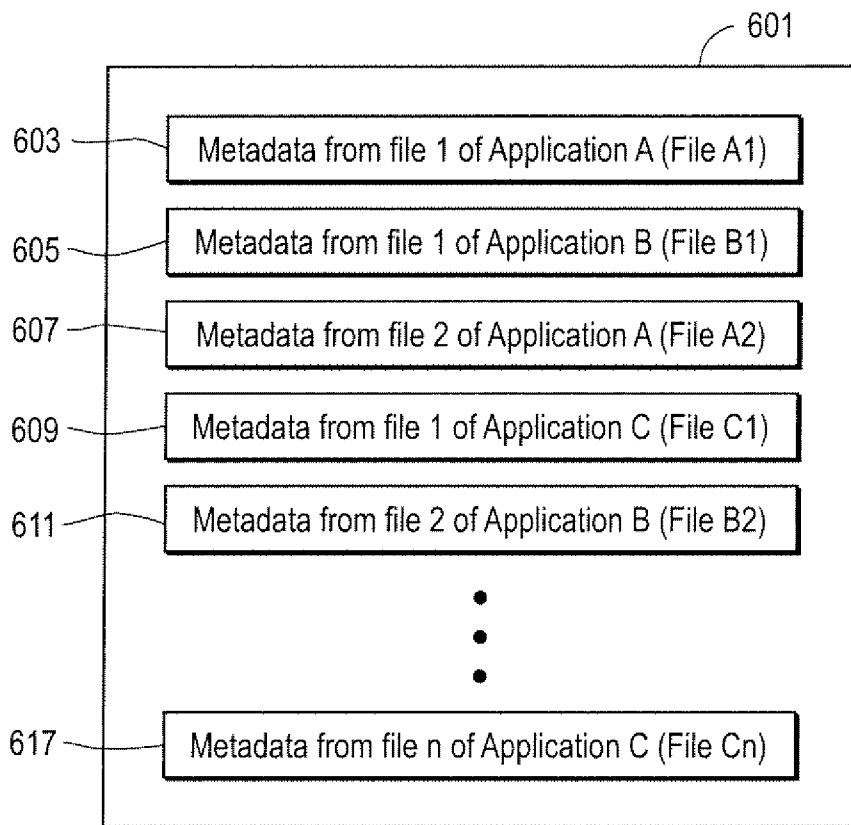 601
603 Metadata from file 1 of Application A (File A1)
605 Metadata from file 1 of Application B (File B1)
607 Metadata from file 2 of Application A (File A2)
609 Metadata from file 1 of Application C (File C1)
611 Metadata from file 2 of Application B (File B2)
617 Metadata from file n of Application C (File Cn)